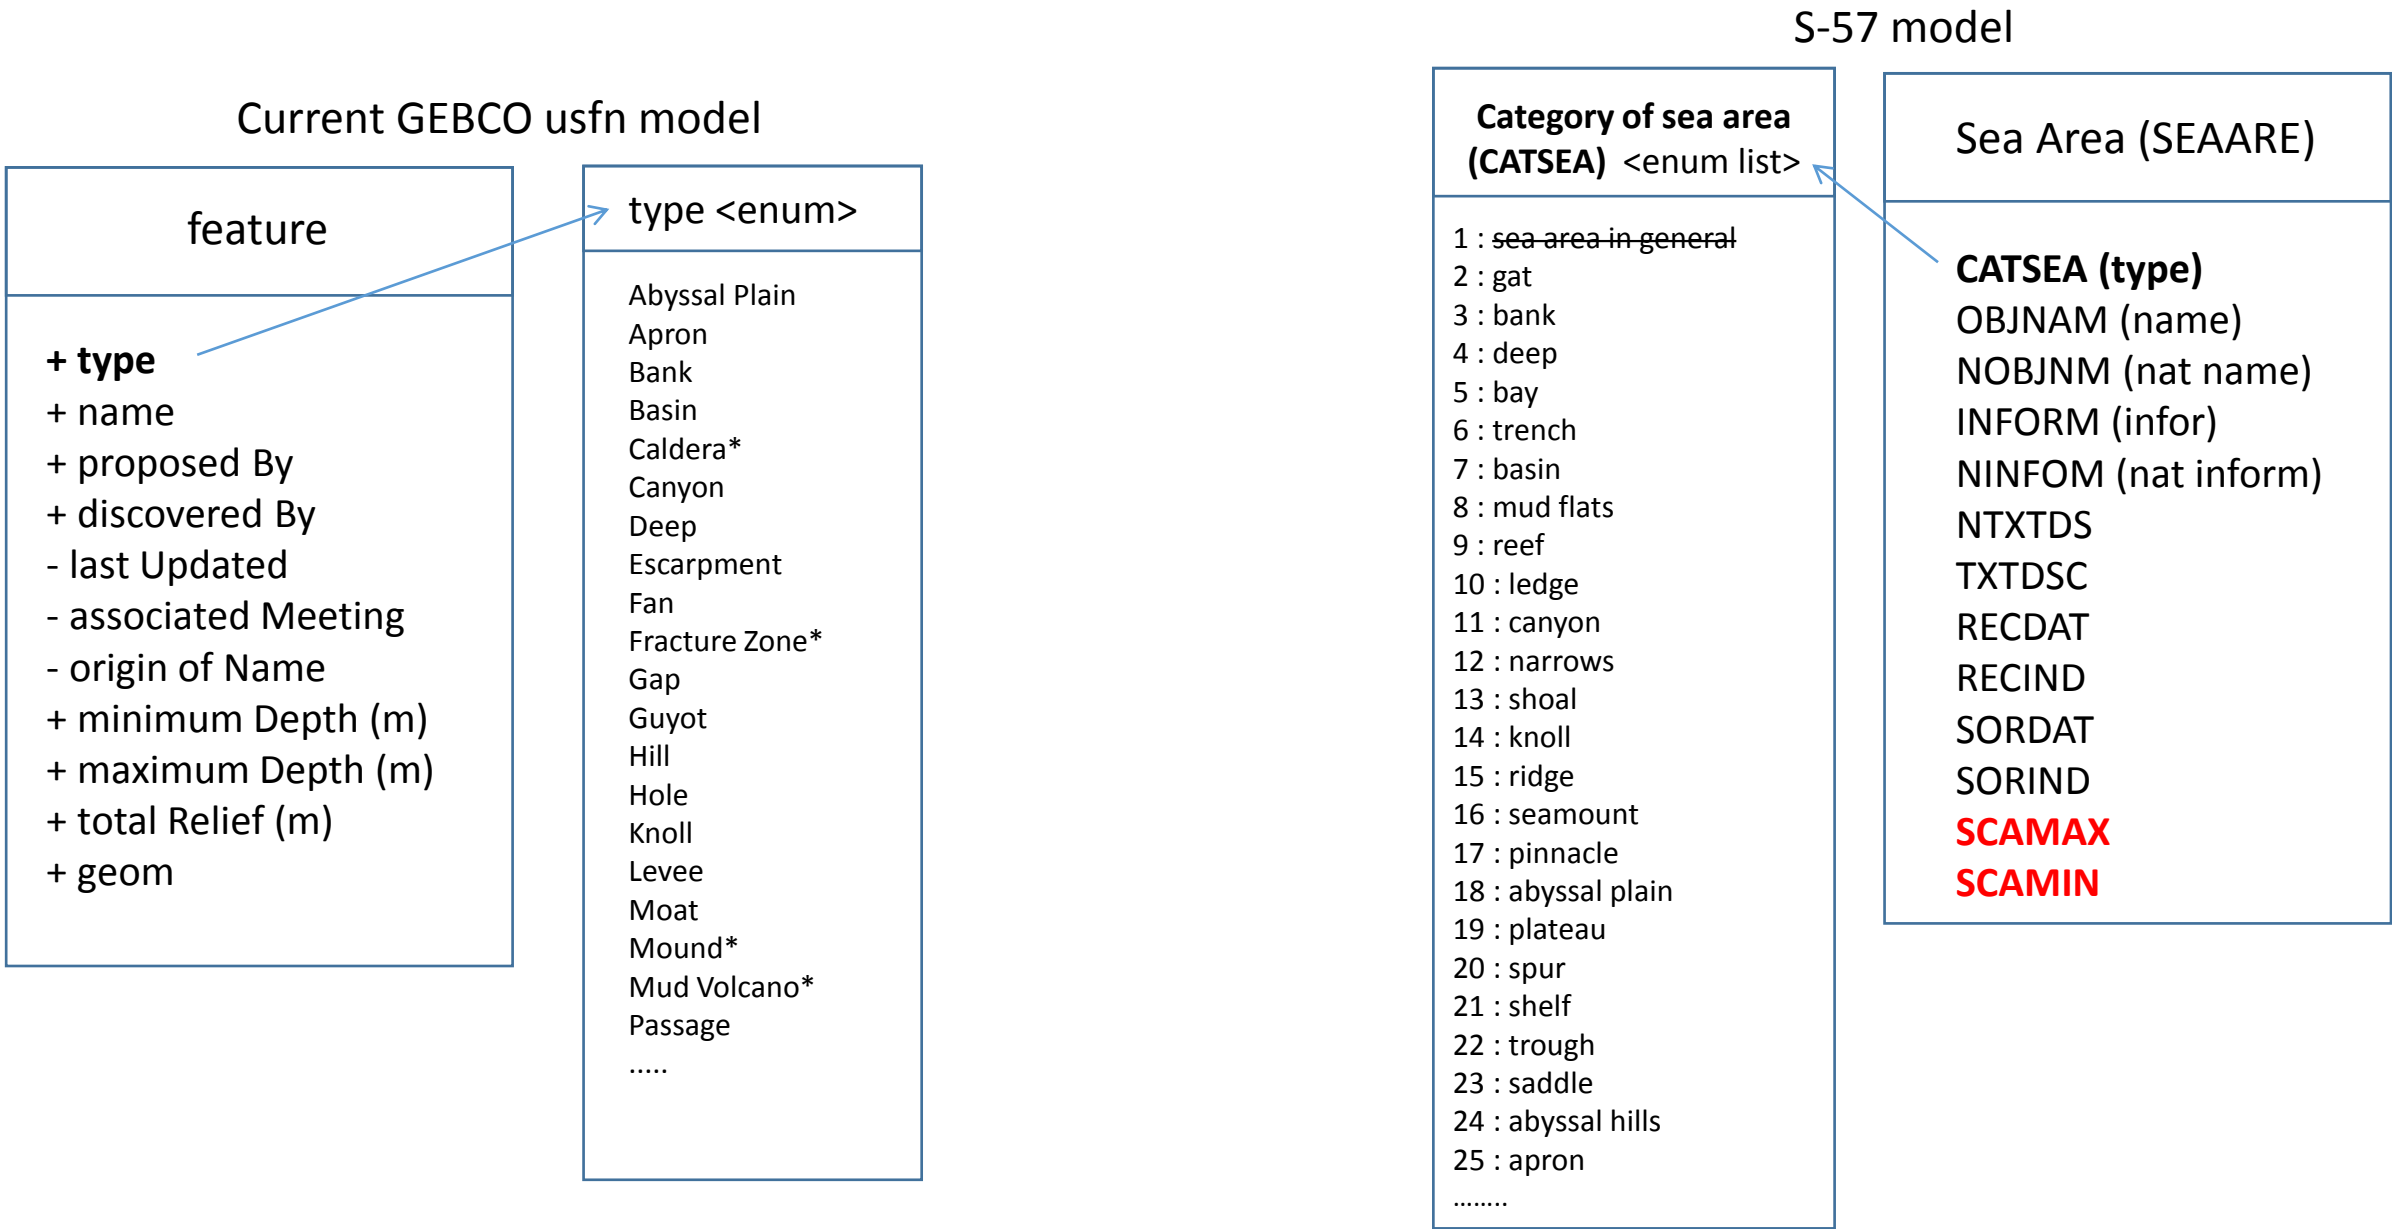 Current GEBCO usfn model
feature
+ type
+ name
+ proposed By
+ discovered By
- last Updated
- associated Meeting
- origin of Name
+ minimum Depth (m)
+ maximum Depth (m)
+ total Relief (m)
+ geom
type <enum>
Abyssal Plain
Apron
Bank
Basin
Caldera*
Canyon
Deep
Escarpment
Fan
Fracture Zone*
Gap
Guyot
Hill
Hole
Knoll
Levee
Moat
Mound*
Mud Volcano*
Passage
.....
S-57 model
Category of sea area
(CATSEA) <enum list>
1 : sea area in general
2 : gat
3 : bank
4 : deep
5 : bay
6 : trench
7 : basin
8 : mud flats
9 : reef
10 : ledge
11 : canyon
12 : narrows
13 : shoal
14 : knoll
15 : ridge
16 : seamount
17 : pinnacle
18 : abyssal plain
19 : plateau
20 : spur
21 : shelf
22 : trough
23 : saddle
24 : abyssal hills
25 : apron
........
Sea Area (SEAARE)
CATSEA (type)
OBJNAM (name)
NOBJNM (nat name)
INFORM (infor)
NINFOM (nat inform)
NTXTDS
TXTDSC
RECDAT
RECIND
SORDAT
SORIND
SCAMAX
SCAMIN